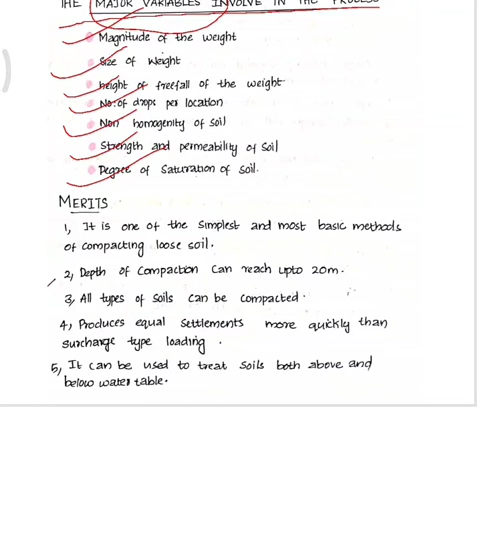 THE MAJOR VARIABLES INVOLVE IN THE PROCESS
Magnitude of the weight
Size of weight
height of freefall of the weight
No. of drops per location
Non homogenity of soil
Strength and permeability of soil
Degree of saturation of soil.
MERITS
1, It is one of the simplest and most basic methods
of compacting loose soil.
2, Depth of compaction can reach upto 20m.
3, All types of soils can be compacted.
4, Produces equal settlements more quickly than
surcharge type loading.
5, It can be used to treat soils both above and
below water table.